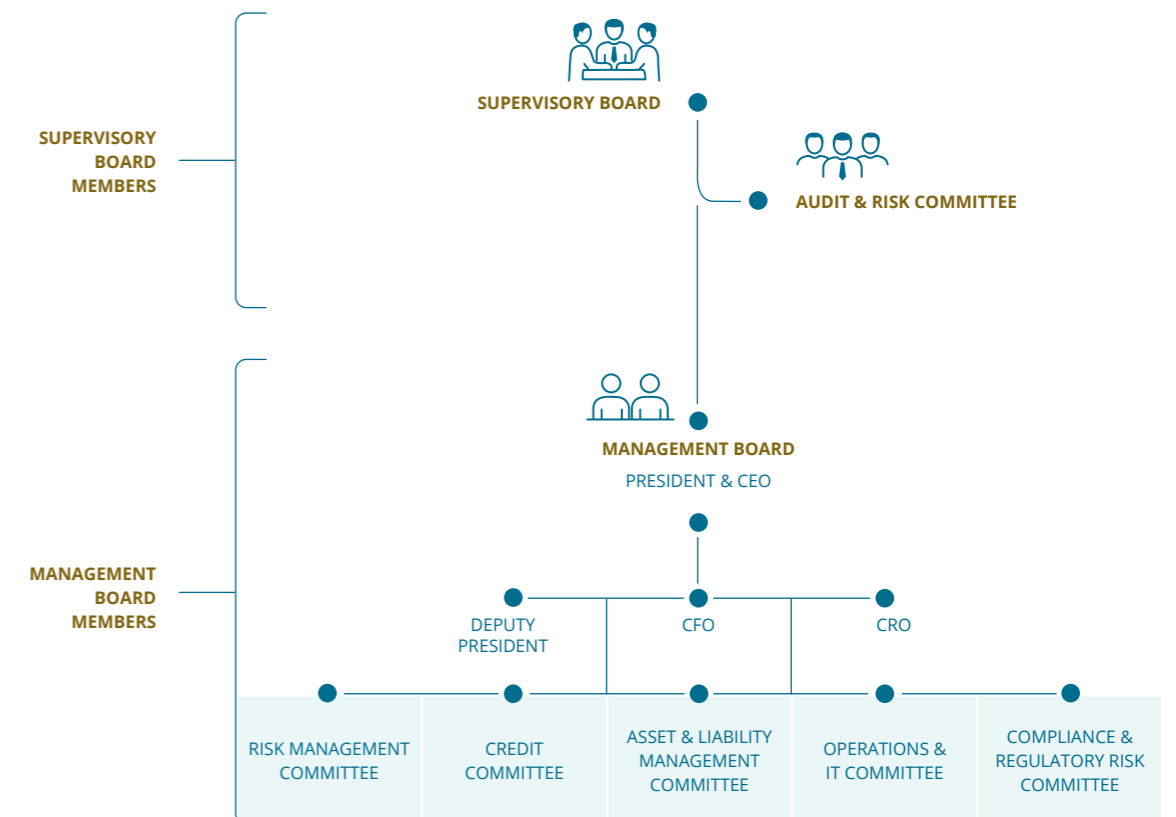 SUPERVISORY BOARD
SUPERVISORY
BOARD
MEMBERS
AUDIT & RISK COMMITTEE
MANAGEMENT BOARD
PRESIDENT & CEO
MANAGEMENT
BOARD
MEMBERS
DEPUTY
PRESIDENT
CFO
CRO
RISK MANAGEMENT
COMMITTEE
CREDIT
COMMITTEE
ASSET & LIABILITY
MANAGEMENT
COMMITTEE
OPERATIONS &
IT COMMITTEE
COMPLIANCE &
REGULATORY RISK
COMMITTEE